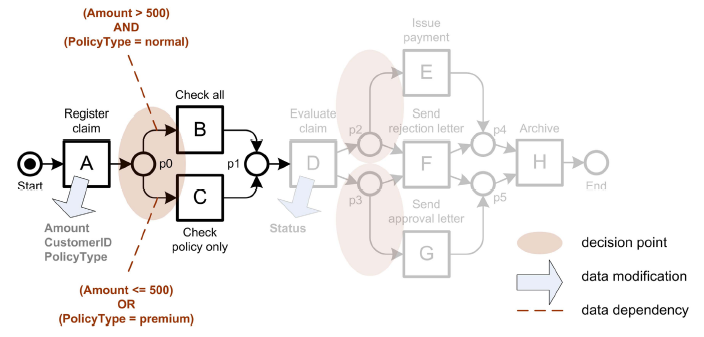 (Amount > 500)
AND
(PolicyType = normal)
Issue
payment
E
Check all
B
Register
claim
A
Start
p0
p1
C
Check
policy only
Amount
CustomerID
PolicyType
(Amount <= 500)
OR
(PolicyType = premium)
Evaluate
claim
D
Status
p2
p3
Send
rejection letter
F
Send
approval letter
G
p4
p5
Archive
H
End
decision point
data modification
data dependency